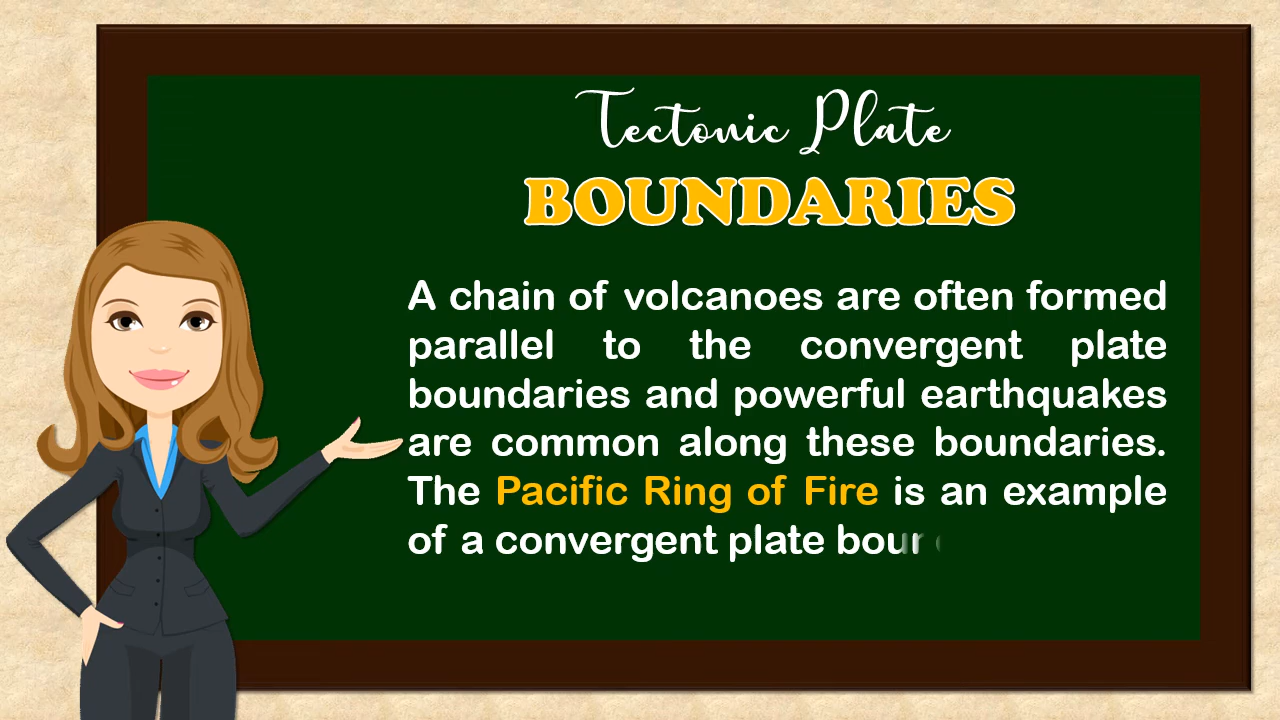 Tectonic Plate
BOUNDARIES
A chain of volcanoes are often formed
parallel to the convergent plate
boundaries and powerful earthquakes
are common along these boundaries.
The Pacific Ring of Fire is an example
of a convergent plate